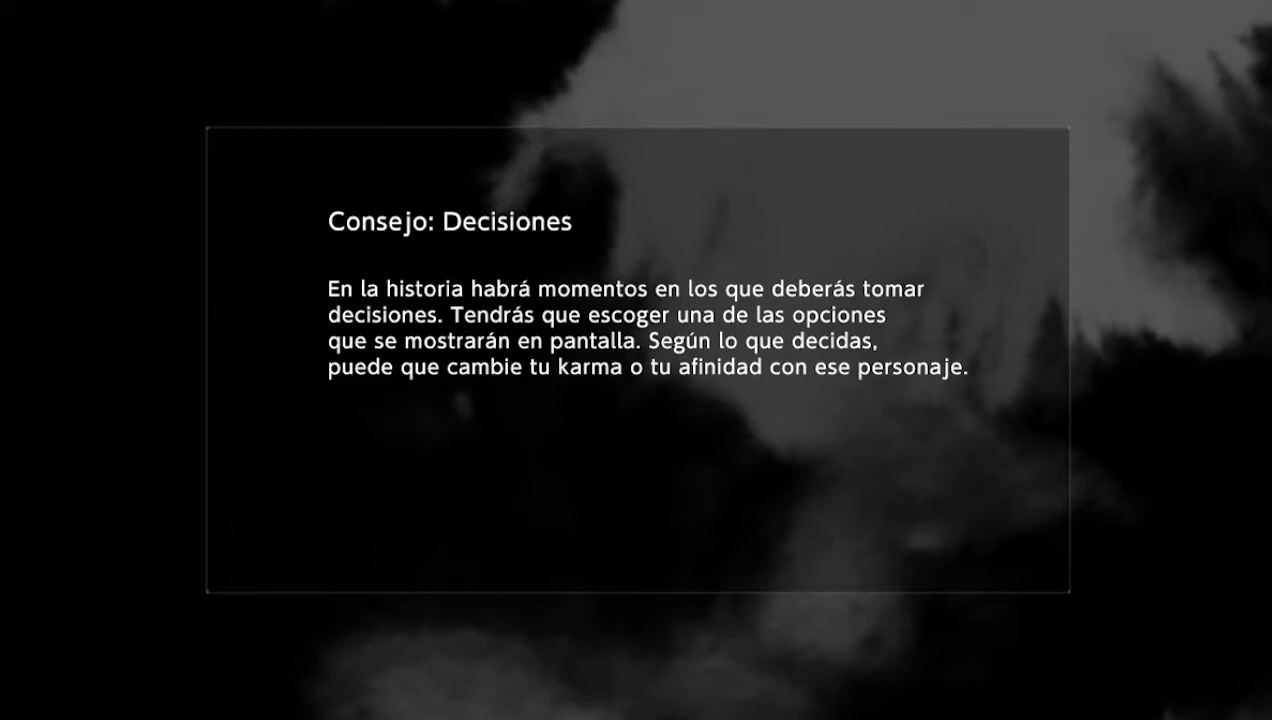 Consejo: Decisiones
En la historia habrá momentos en los que deberás tomar
decisiones. Tendrás que escoger una de las opciones
que se mostrarán en pantalla. Según lo que decidas,
puede que cambie tu karma o tu afinidad con ese personaje.